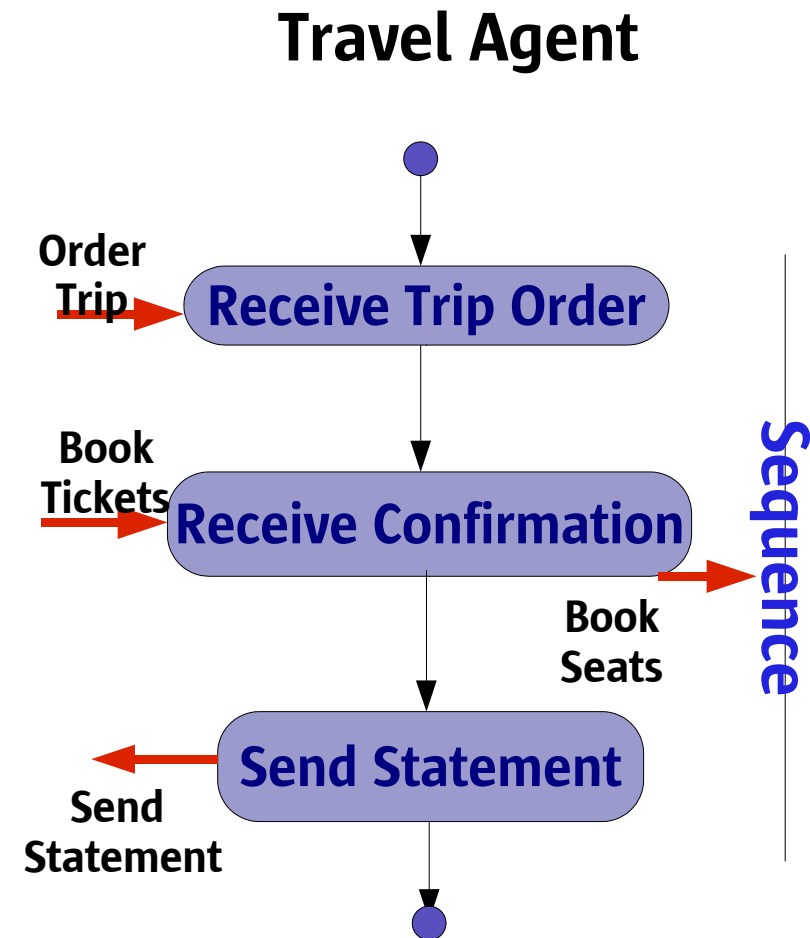 Travel Agent
Order
Trip
Receive Trip Order
Book
Tickets
Receive Confirmation
Sequence
Book
Seats
Send Statement
Send
Statement